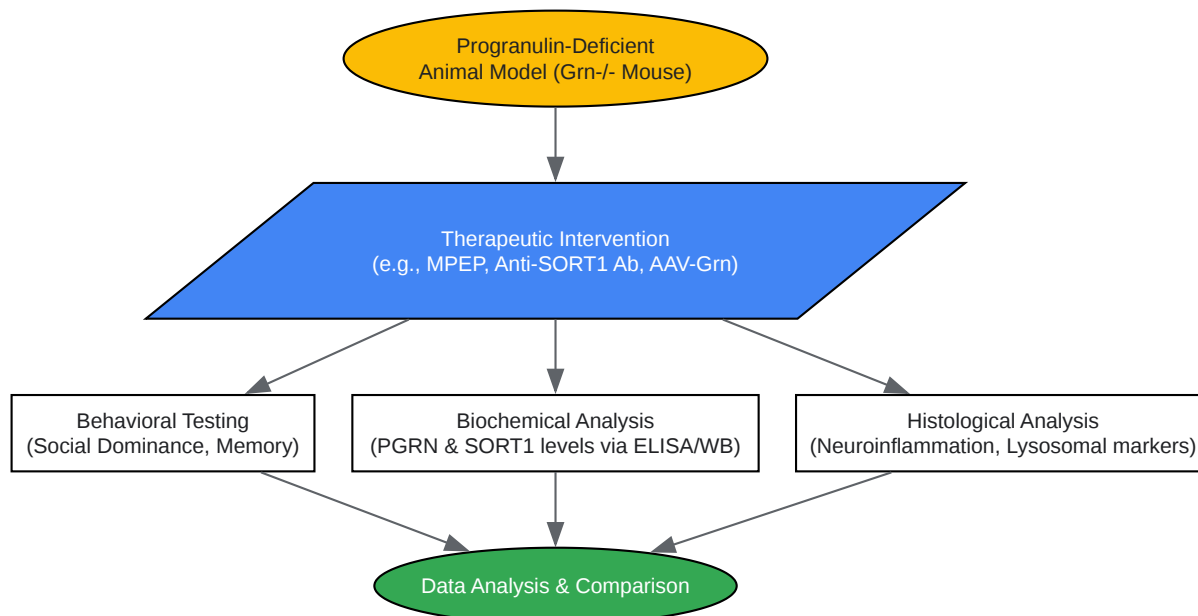 Progranulin-Deficient
Animal Model (Grn-/- Mouse)
Therapeutic Intervention
(e.g., MPEP, Anti-SORT1 Ab, AAV-Grn)
Behavioral Testing
(Social Dominance, Memory)
Biochemical Analysis
(PGRN & SORT1 levels via ELISA/WB)
Histological Analysis
(Neuroinflammation, Lysosomal markers)
Data Analysis & Comparison